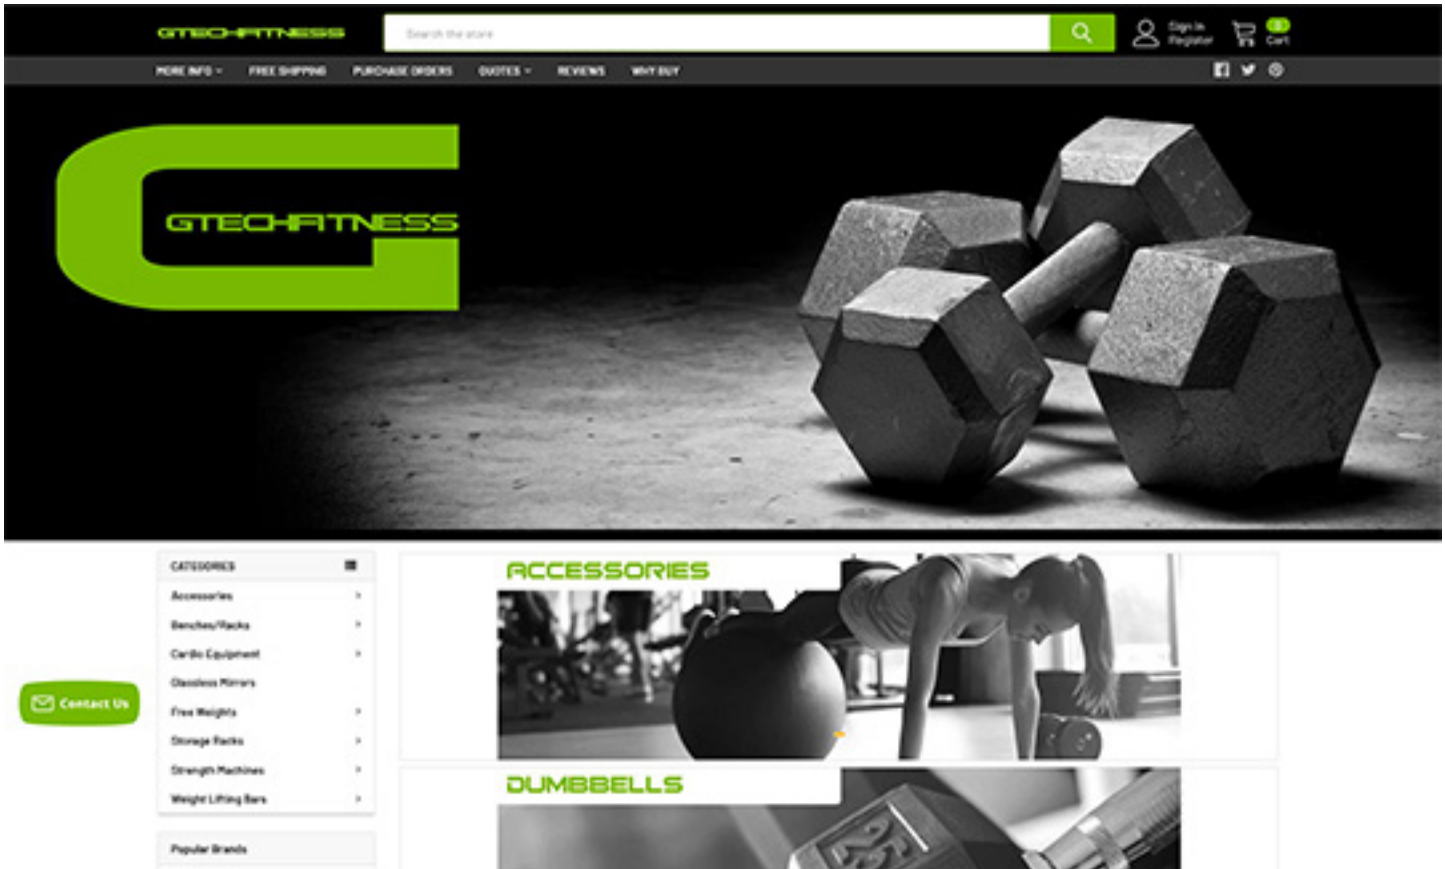 GTECHFITNESS
Search the store
Sign In
Register
0
Cart
MORE INFO FREE SHIPPING PURCHASE ORDERS QUOTES REVIEWS WHY BUY
GTECHFITNESS
CATEGORIES
Accessories
Benches/Racks
Cardio Equipment
Glassless Mirrors
Free Weights
Storage Racks
Strength Machines
Weight Lifting Bars
Popular Brands
Contact Us
ACCESSORIES
DUMBBELLS
25